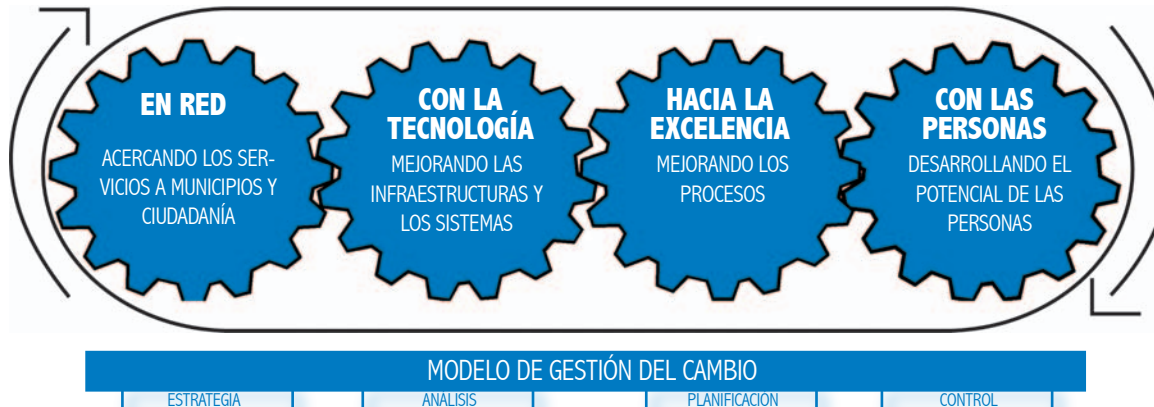 EN RED
ACERCANDO LOS SER-
VICIOS A MUNICIPIOS Y
CIUDADANÍA
CON LA
TECNOLOGÍA
MEJORANDO LAS
INFRAESTRUCTURAS Y
LOS SISTEMAS
HACIA LA
EXCELENCIA
MEJORANDO LOS
PROCESOS
CON LAS
PERSONAS
DESARROLLANDO EL
POTENCIAL DE LAS
PERSONAS
MODELO DE GESTIÓN DEL CAMBIO
ESTRATEGIA
ANÁLISIS
PLANIFICACIÓN
CONTROL